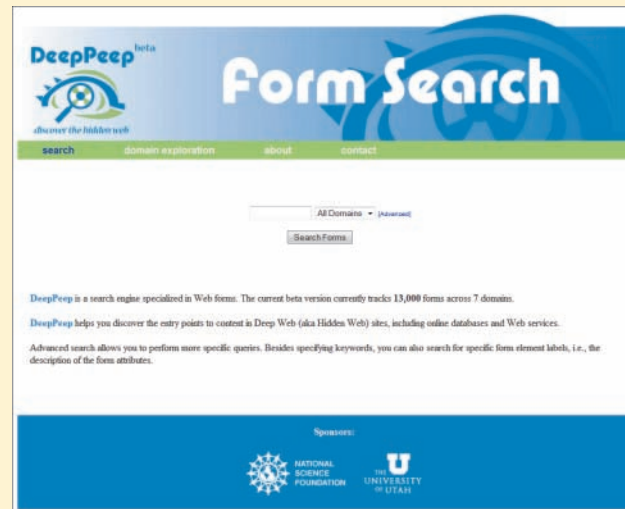 DeepPeep beta
Form Search
discover the hidden web
search domain exploration about contact
All Domains [Advanced]
Search Forms
DeepPeep is a search engine specialized in Web forms. The current beta version currently tracks 13,000 forms across 7 domains.
DeepPeep helps you discover the entry points to content in Deep Web (aka Hidden Web) sites, including online databases and Web services.
Advanced search allows you to perform more specific queries. Besides specifying keywords, you can also search for specific form element labels, i.e., the
description of the form attributes.
Sponsors:
NATIONAL
SCIENCE
FOUNDATION
U
THE
UNIVERSITY
OF UTAH